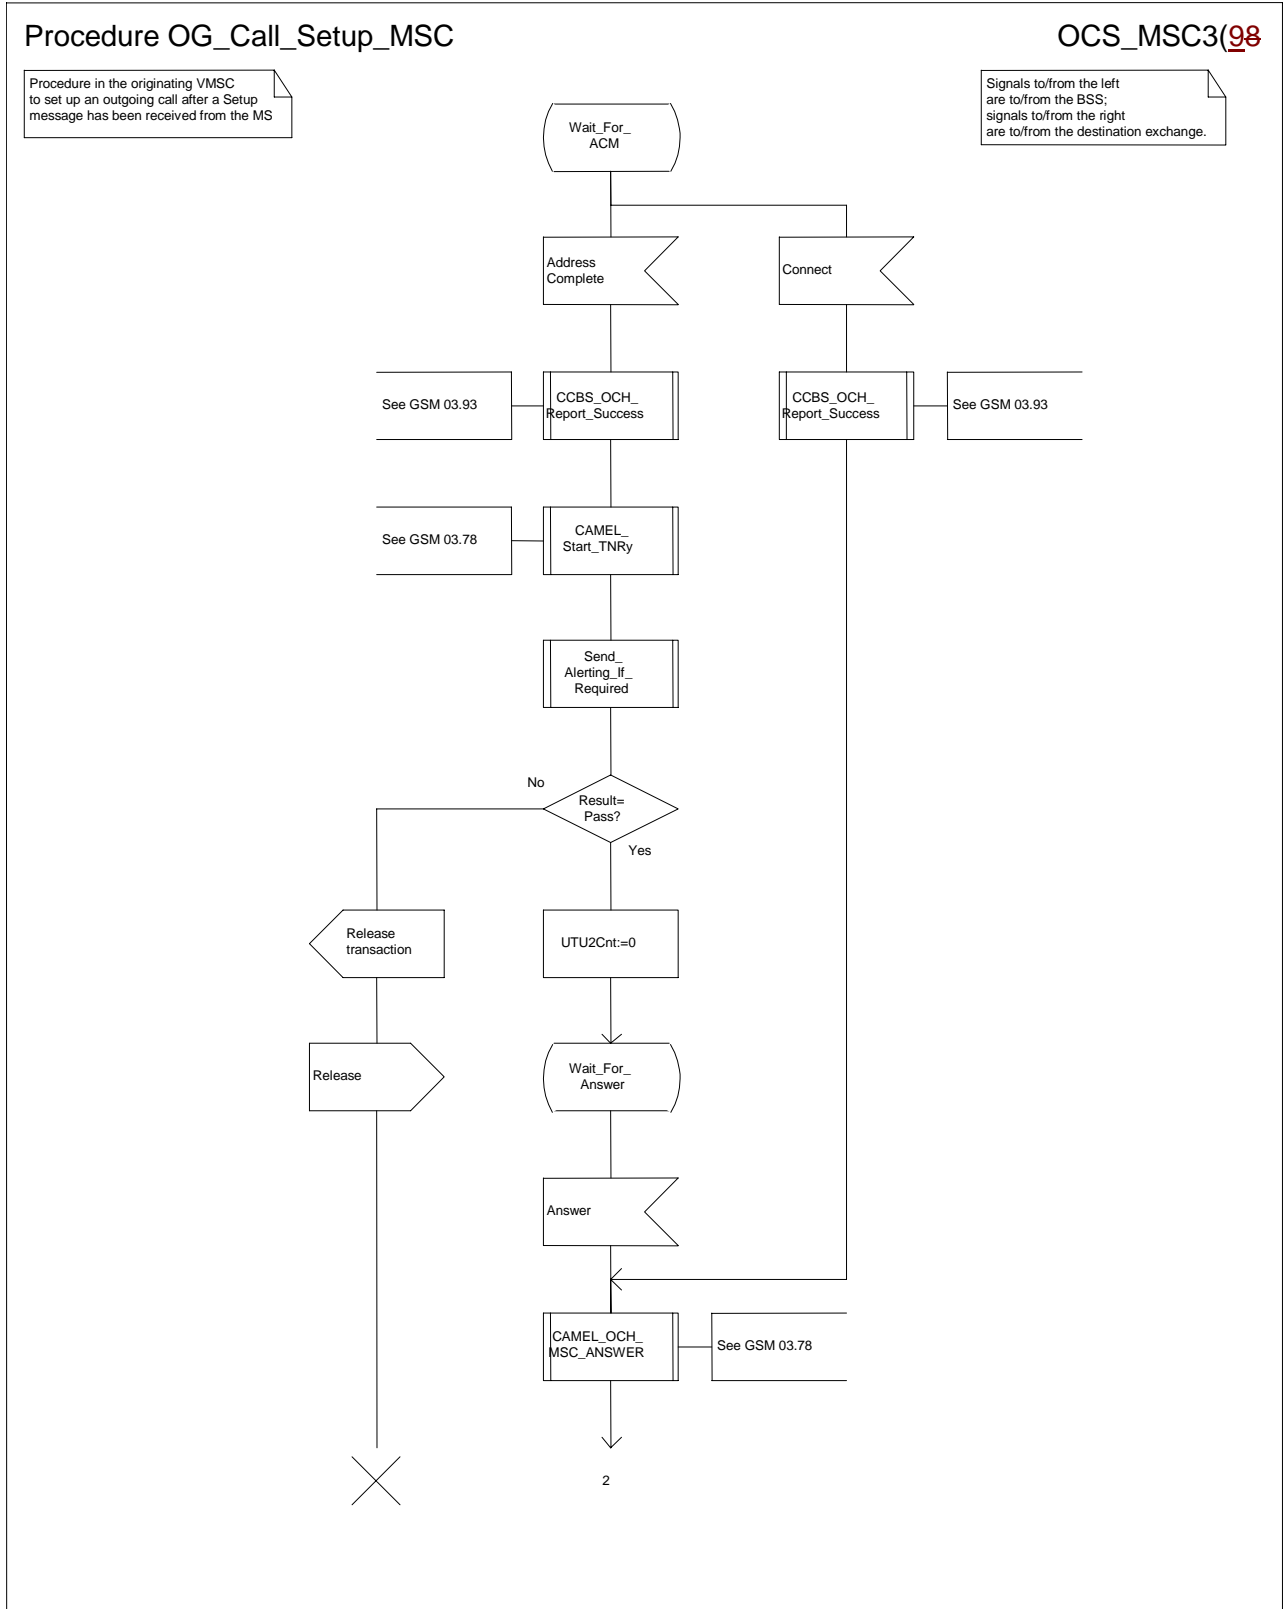 Procedure OG_Call_Setup_MSC
OCS_MSC3(98
Procedure in the originating VMSC
to set up an outgoing call after a Setup
message has been received from the MS
Signals to/from the left
are to/from the BSS;
signals to/from the right
are to/from the destination exchange.
Wait_For_
ACM
Address
Complete
Connect
See GSM 03.93
CCBS_OCH_
Report_Success
CCBS_OCH_
Report_Success
See GSM 03.93
See GSM 03.78
CAMEL_
Start_TNRy
Send_
Alerting_If_
Required
No
Result=
Pass?
Yes
Release
transaction
UTU2Cnt:=0
Release
Wait_For_
Answer
Answer
CAMEL_OCH_
MSC_ANSWER
See GSM 03.78
2